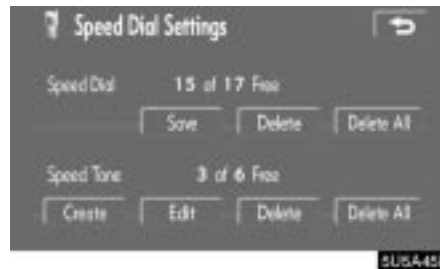 Speed Dial Settings
Speed Dial 15 of 17 Free
Save Delete Delete All
Speed Tone 3 of 6 Free
Create Edit Delete Delete All
5U5A45